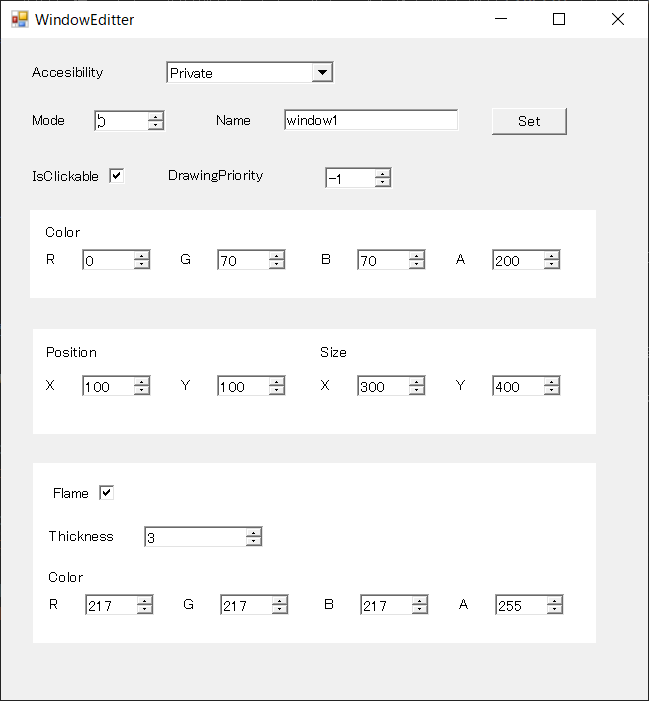 WindowEditter
Accesibility Private
Mode Name window1 Set
IsClickable DrawingPriority -1
Color
R 0 G 70 B 70 A 200
Position Size
X 100 Y 100 X 300 Y 400
Flame
Thickness 3
Color
R 217 G 217 B 217 A 255